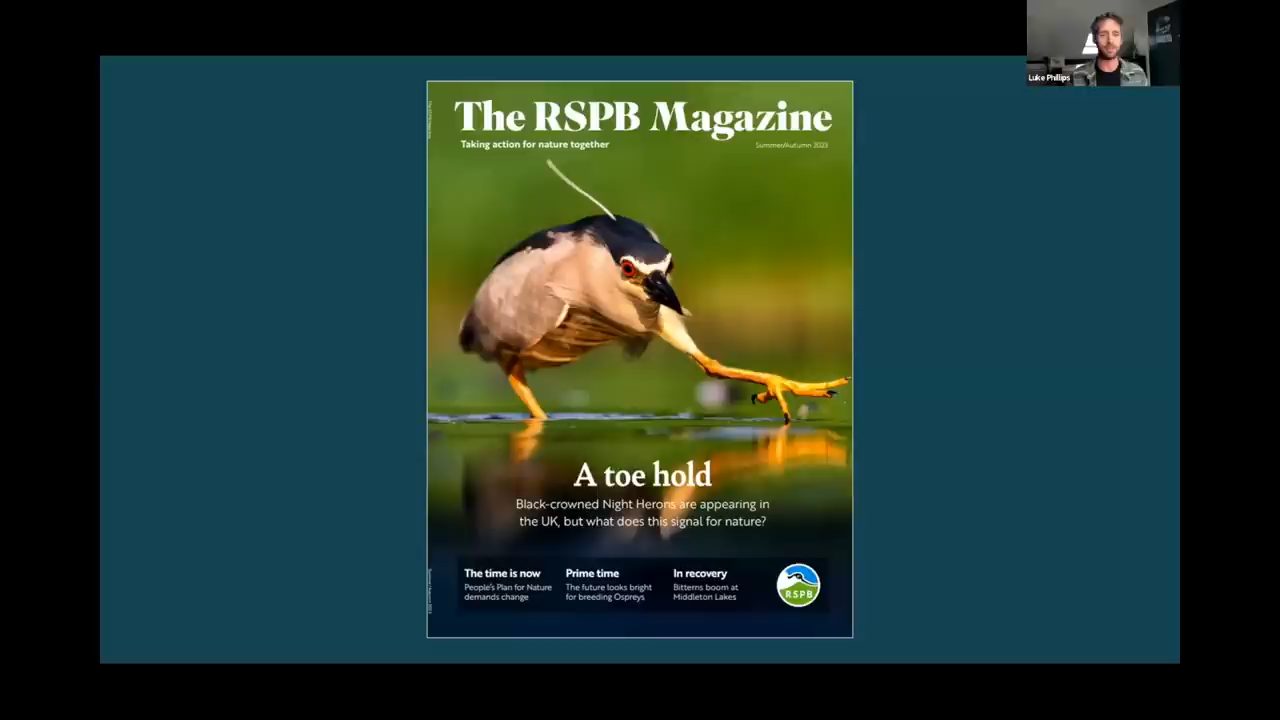 Luke Phillips
The RSPB Magazine
Taking action for nature together
Summer/Autumn 2023
A toe hold
Black-crowned Night Herons are appearing in
the UK, but what does this signal for nature?
The time is now
People's Plan for Nature
demands change
Prime time
The future looks bright
for breeding Ospreys
In recovery
Bitterns boom at
Middleton Lakes
RSPB